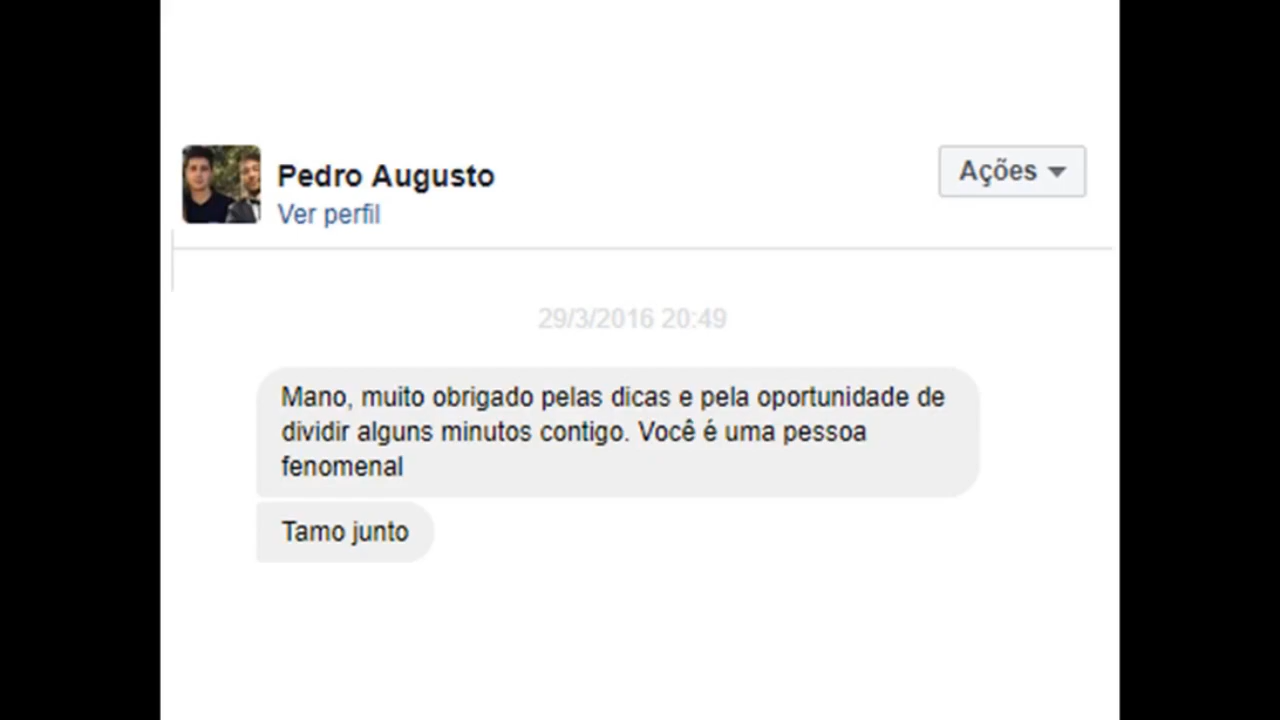 Pedro Augusto
Ações
Ver perfil
29/3/2016 20:49
Mano, muito obrigado pelas dicas e pela oportunidade de
dividir alguns minutos contigo. Você é uma pessoa
fenomenal
Tamo junto